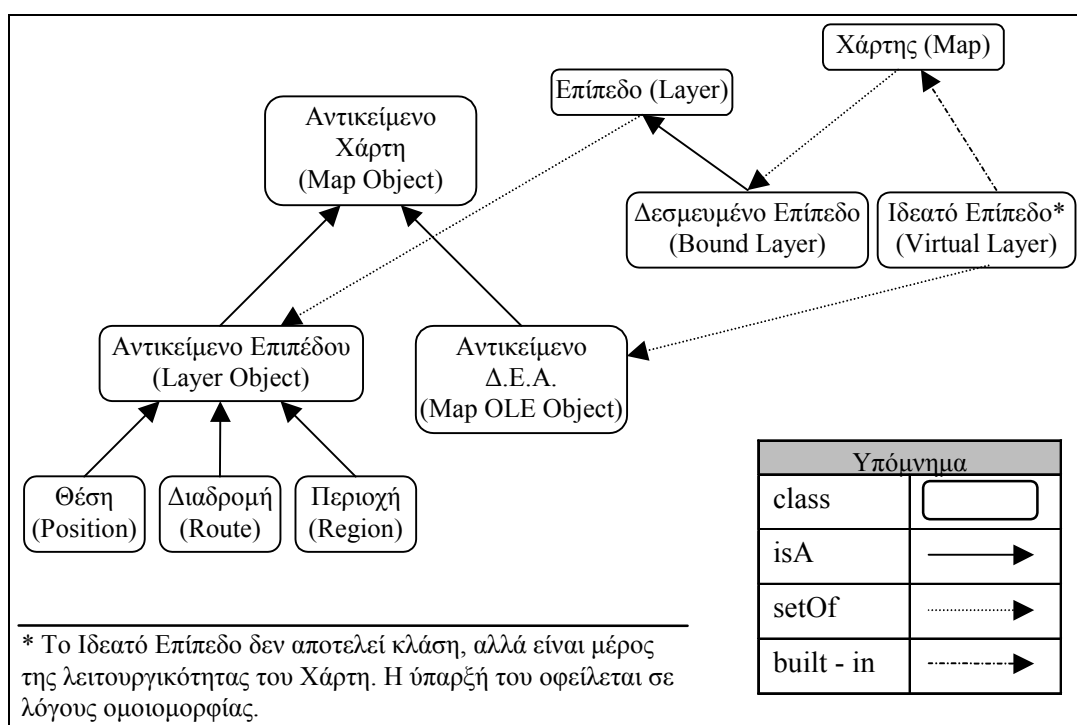 Χάρτης (Map)
Επίπεδο (Layer)
Αντικείμενο
Χάρτη
(Map Object)
Δεσμευμένο Επίπεδο
(Bound Layer)
Ιδεατό Επίπεδο*
(Virtual Layer)
Αντικείμενο Επιπέδου
(Layer Object)
Αντικείμενο
Δ.Ε.Α.
(Map OLE Object)
Θέση
(Position)
Διαδρομή
(Route)
Περιοχή
(Region)
Υπόμνημα
class
isA
setOf
built - in
* Το Ιδεατό Επίπεδο δεν αποτελεί κλάση, αλλά είναι μέρος
της λειτουργικότητας του Χάρτη. Η ύπαρξή του οφείλεται σε
λόγους ομοιομορφίας.